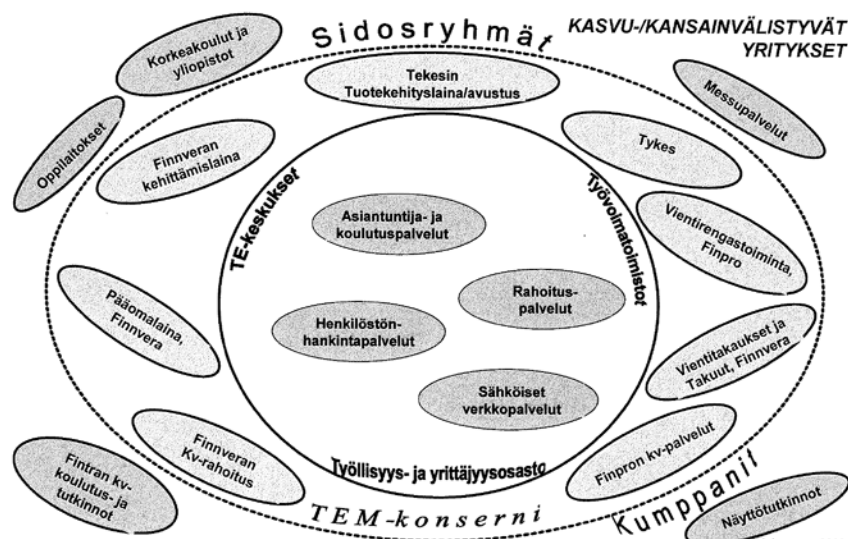 Sidosryhmät
KASVU-/KANSAINVÄLISTYVÄT
YRITYKSET
Korkeakoulut ja
yliopistot
Tekesin
Tuotekehityslaina/avustus
Messupalvelut
Oppilaitokset
Finnveran
kehittämislaina
Tykes
TE-keskukset
Työvoimatoimistot
Asiantuntija- ja
koulutuspalvelut
Vientirengastoiminta,
Finpro
Pääomalaina,
Finnvera
Rahoitus-
palvelut
Henkilöstön-
hankintapalvelut
Vientitakaukset ja
Takuut, Finnvera
Sähköiset
verkkopalvelut
Finnveran
Kv-rahoitus
Finpron kv-palvelut
Työllisyys- ja yrittäjyysosasto
Fintran kv-
koulutus- ja
tutkinnot
TEM-konserni
Kumppanit
Näyttötutkinnot